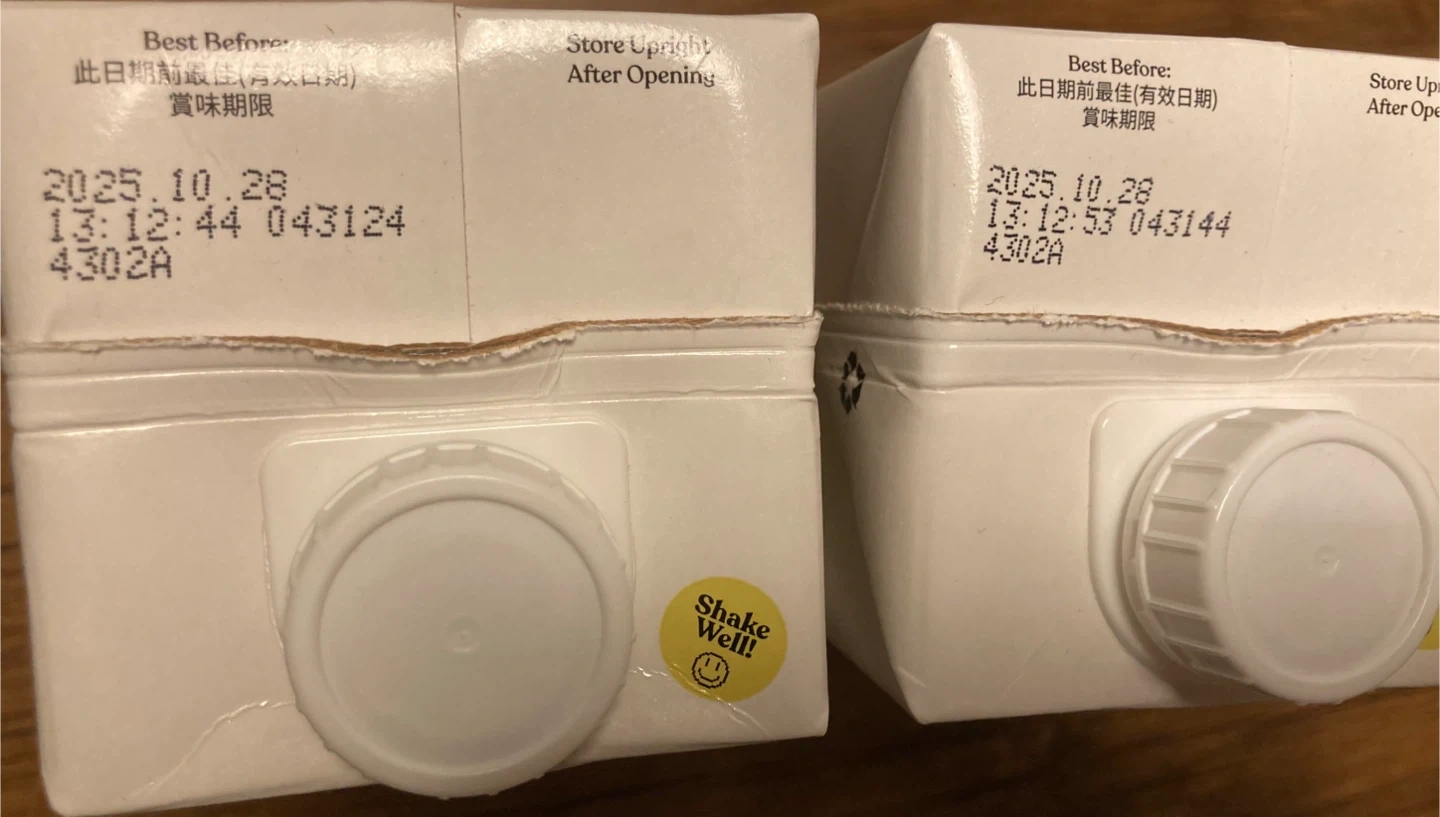 Best Before:
此日期前最佳(有效日期)
賞味期限
2025.10.28
13:12:44 043124
4302A
Store Upright
After Opening
Shake
Well!
Best Before:
此日期前最佳(有效日期)
賞味期限
2025.10.28
13:12:53 043144
4302A
Store
After